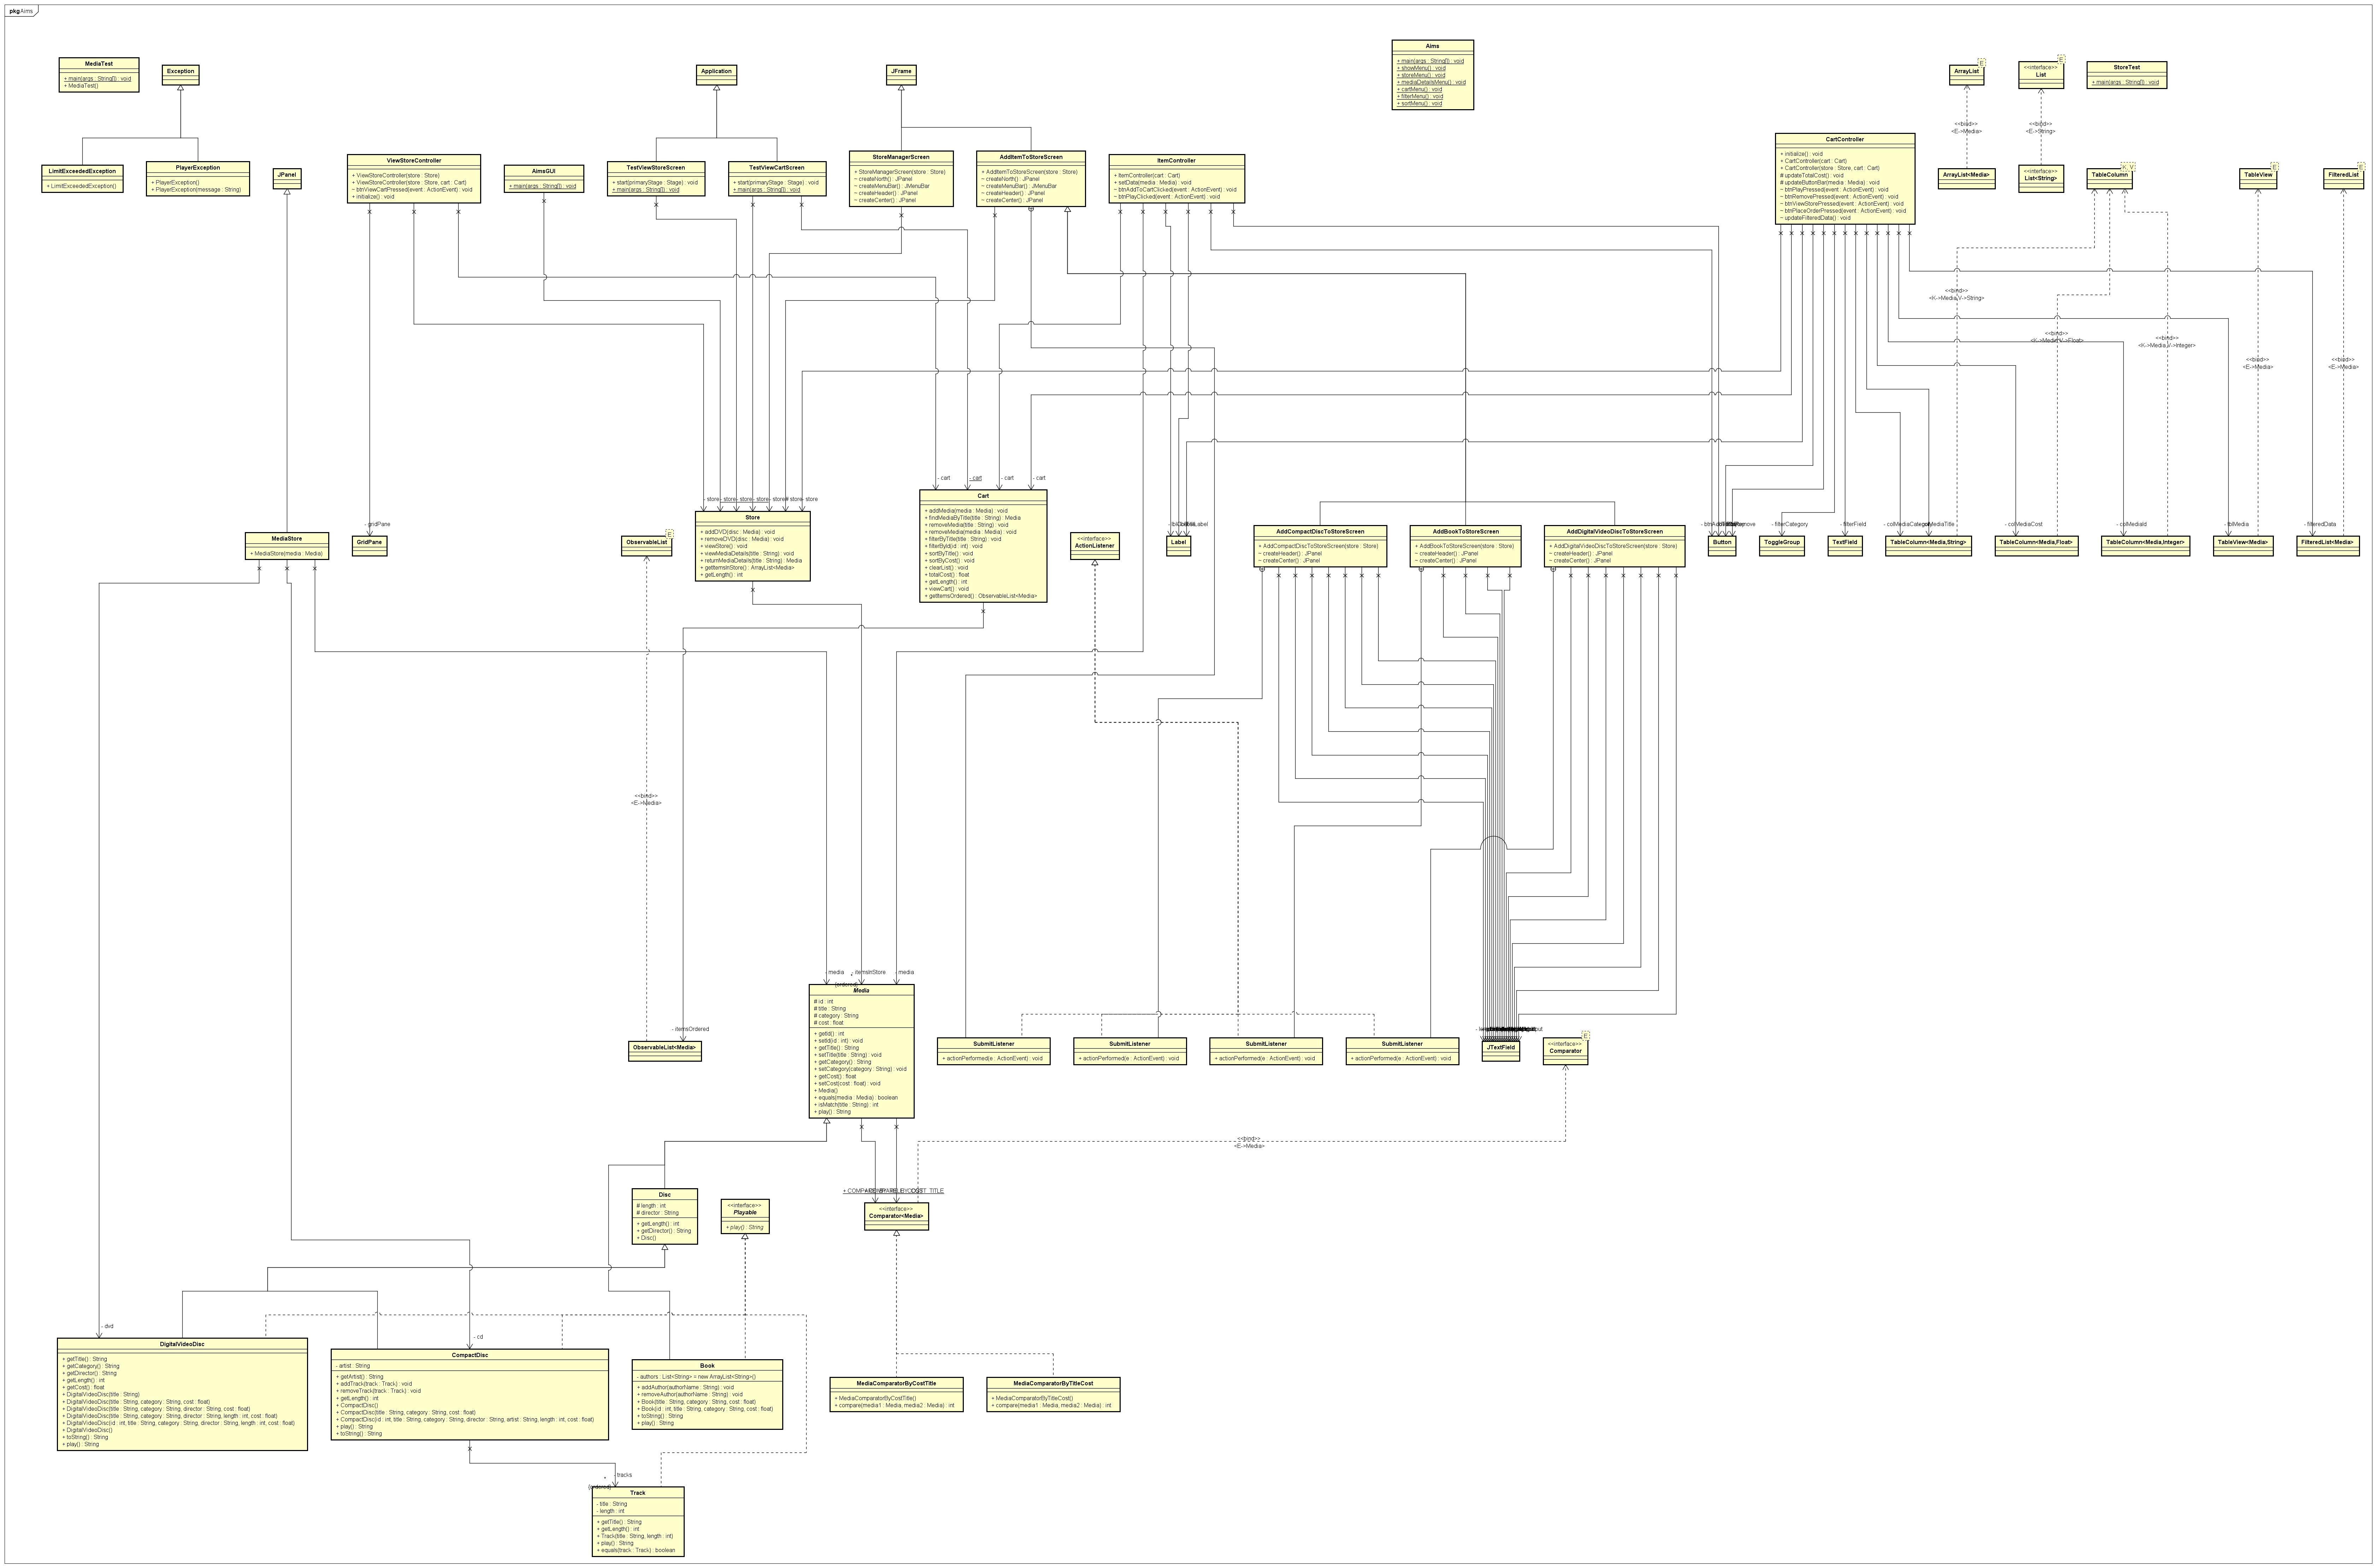 pkg Aims
MediaTest
+ main(args : String[]) : void
+ MediaTest()
Exception
Application
JFrame
Aims
+ main(args : String[]) : void
+ showMenu() : void
+ storeMenu() : void
+ mediaDetailsMenu() : void
+ cartMenu() : void
+ filterMenu() : void
+ sortMenu() : void
E
ArrayList
E
<<interface>>
List
StoreTest
+ main(args : String[]) : void
<<bind>>
<E->Media>
<<bind>>
<E->String>
LimitExceededException
+ LimitExceededException()
PlayerException
+ PlayerException()
+ PlayerException(message : String)
JPanel
ViewStoreController
+ ViewStoreController(store : Store)
+ ViewStoreController(store : Store, cart : Cart)
~ btnViewCartPressed(event : ActionEvent) : void
+ initialize() : void
AimsGUI
+ main(args : String[]) : void
TestViewStoreScreen
+ start(primaryStage : Stage) : void
+ main(args : String[]) : void
TestViewCartScreen
+ start(primaryStage : Stage) : void
+ main(args : String[]) : void
StoreManagerScreen
+ StoreManagerScreen(store : Store)
~ createNorth() : JPanel
~ createMenuBar() : JMenuBar
~ createHeader() : JPanel
~ createCenter() : JPanel
AddItemToStoreScreen
+ AddItemToStoreScreen(store : Store)
~ createNorth() : JPanel
~ createMenuBar() : JMenuBar
~ createHeader() : JPanel
~ createCenter() : JPanel
ItemController
+ ItemController(cart : Cart)
+ setData(media : Media) : void
~ btnAddToCartClicked(event : ActionEvent) : void
~ btnPlayClicked(event : ActionEvent) : void
CartController
+ initialize() : void
+ CartController(cart : Cart)
+ CartController(store : Store, cart : Cart)
# updateTotalCost() : void
# updateButtonBar(media : Media) : void
~ btnPlayPressed(event : ActionEvent) : void
~ btnRemovePressed(event : ActionEvent) : void
~ btnViewStorePressed(event : ActionEvent) : void
~ btnPlaceOrderPressed(event : ActionEvent) : void
~ updateFilteredData() : void
ArrayList<Media>
<<interface>>
List<String>
K, V
TableColumn
E
TableView
E
FilteredList
<<bind>>
<K->Media,V->String>
<<bind>>
<K->Media,V->Float>
<<bind>>
<K->Media,V->Integer>
<<bind>>
<E->Media>
<<bind>>
<E->Media>
- cart
- cart
- cart
- cart
- store
- store
- store
- store
- store
# store
- store
- gridPane
- filterCategory
- filterField
- colMediaCost
- colMediaId
- tblMedia
- filteredData
MediaStore
+ MediaStore(media : Media)
GridPane
E
ObservableList
Store
+ addDVD(disc : Media) : void
+ removeDVD(disc : Media) : void
+ viewStore() : void
+ viewMediaDetails(title : String) : void
+ returnMediaDetails(title : String) : Media
+ getItemsInStore() : ArrayList<Media>
+ getLength() : int
Cart
+ addMedia(media : Media) : void
+ findMediaByTitle(title : String) : Media
+ removeMedia(title : String) : void
+ removeMedia(media : Media) : void
+ filterByTitle(title : String) : void
+ filterById(id : int) : void
+ sortByTitle() : void
+ sortByCost() : void
+ clearList() : void
+ totalCost() : float
+ getLength() : int
+ viewCart() : void
+ getItemsOrdered() : ObservableList<Media>
<<interface>>
ActionListener
Label
AddCompactDiscToStoreScreen
+ AddCompactDiscToStoreScreen(store : Store)
~ createHeader() : JPanel
~ createCenter() : JPanel
AddBookToStoreScreen
+ AddBookToStoreScreen(store : Store)
~ createHeader() : JPanel
~ createCenter() : JPanel
AddDigitalVideoDiscToStoreScreen
+ AddDigitalVideoDiscToStoreScreen(store : Store)
~ createHeader() : JPanel
~ createCenter() : JPanel
Button
ToggleGroup
TextField
TableColumn<Media,String>
TableColumn<Media,Float>
TableColumn<Media,Integer>
TableView<Media>
FilteredList<Media>
<<bind>>
<E->Media>
- media
* - itemsInStore
{ordered}
- media
Media
# id : int
# title : String
# category : String
# cost : float
+ getId() : int
+ setId(id : int) : void
+ getTitle() : String
+ setTitle(title : String) : void
+ getCategory() : String
+ setCategory(category : String) : void
+ getCost() : float
+ setCost(cost : float) : void
+ Media()
+ equals(media : Media) : boolean
+ isMatch(title : String) : int
+ play() : String
- itemsOrdered
ObservableList<Media>
SubmitListener
+ actionPerformed(e : ActionEvent) : void
SubmitListener
+ actionPerformed(e : ActionEvent) : void
SubmitListener
+ actionPerformed(e : ActionEvent) : void
SubmitListener
+ actionPerformed(e : ActionEvent) : void
JTextField
E
<<interface>>
Comparator
<<bind>>
<E->Media>
Disc
# length : int
# director : String
+ getLength() : int
+ getDirector() : String
+ Disc()
<<interface>>
Playable
+ play() : String
<<interface>>
Comparator<Media>
- dvd
- cd
DigitalVideoDisc
+ getTitle() : String
+ getCategory() : String
+ getDirector() : String
+ getLength() : int
+ getCost() : float
+ DigitalVideoDisc(title : String)
+ DigitalVideoDisc(title : String, category : String, cost : float)
+ DigitalVideoDisc(title : String, category : String, director : String, cost : float)
+ DigitalVideoDisc(title : String, category : String, director : String, length : int, cost : float)
+ DigitalVideoDisc(id : int, title : String, category : String, director : String, length : int, cost : float)
+ DigitalVideoDisc()
+ toString() : String
+ play() : String
CompactDisc
- artist : String
+ getArtist() : String
+ addTrack(track : Track) : void
+ removeTrack(track : Track) : void
+ getLength() : int
+ CompactDisc()
+ CompactDisc(title : String, category : String, cost : float)
+ CompactDisc(id : int, title : String, category : String, director : String, artist : String, length : int, cost : float)
+ play() : String
+ toString() : String
Book
- authors : List<String> = new ArrayList<String>()
+ addAuthor(authorName : String) : void
+ removeAuthor(authorName : String) : void
+ Book(title : String, category : String, cost : float)
+ Book(id : int, title : String, category : String, cost : float)
+ toString() : String
+ play() : String
MediaComparatorByCostTitle
+ MediaComparatorByCostTitle()
+ compare(media1 : Media, media2 : Media) : int
MediaComparatorByTitleCost
+ MediaComparatorByTitleCost()
+ compare(media1 : Media, media2 : Media) : int
* - tracks
{ordered}
Track
- title : String
- length : int
+ getTitle() : String
+ getLength() : int
+ Track(title : String, length : int)
+ play() : String
+ equals(track : Track) : boolean